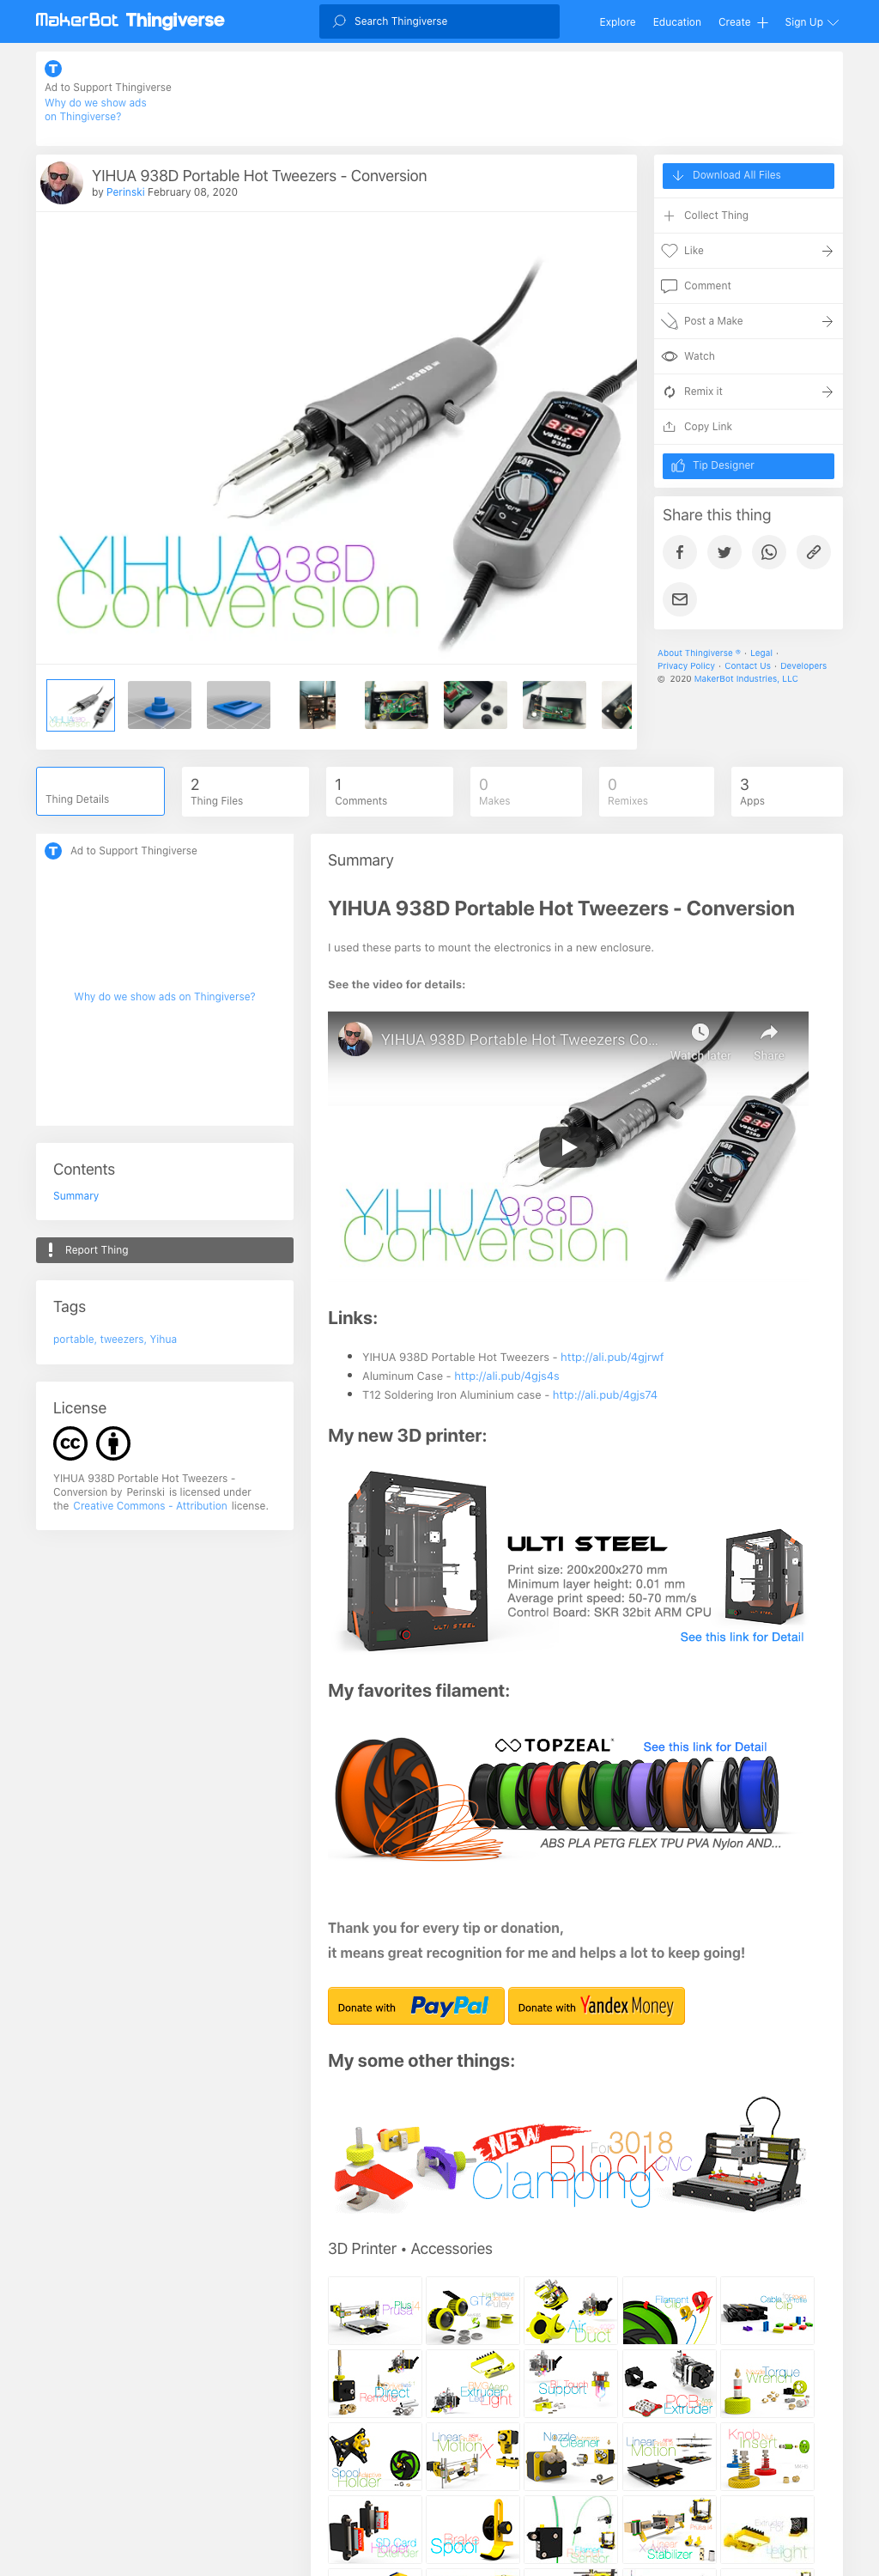 MakerBot Thingiverse
Search Thingiverse
Explore
Education
Create
Sign Up
Ad to Support Thingiverse
Why do we show ads
on Thingiverse?
YIHUA 938D Portable Hot Tweezers - Conversion
by Perinski February 08, 2020
YIHUA 938D
Conversion
Download All Files
Collect Thing
Like
Comment
Post a Make
Watch
Remix it
Copy Link
Tip Designer
Share this thing
About Thingiverse ® · Legal ·
Privacy Policy · Contact Us · Developers
© 2020 MakerBot Industries, LLC
Thing Details
2
Thing Files
1
Comments
0
Makes
0
Remixes
3
Apps
Ad to Support Thingiverse
Why do we show ads on Thingiverse?
Contents
Summary
Report Thing
Tags
portable, tweezers, Yihua
License
YIHUA 938D Portable Hot Tweezers -
Conversion by Perinski is licensed under
the Creative Commons - Attribution license.
Summary
YIHUA 938D Portable Hot Tweezers - Conversion
I used these parts to mount the electronics in a new enclosure.
See the video for details:
YIHUA 938D Portable Hot Tweezers Co...
Watch later
Share
YIHUA 938D
Conversion
Links:
YIHUA 938D Portable Hot Tweezers - http://ali.pub/4gjrwf
Aluminum Case - http://ali.pub/4gjs4s
T12 Soldering Iron Aluminium case - http://ali.pub/4gjs74
My new 3D printer:
ULTI STEEL
Print size: 200x200x270 mm
Minimum layer height: 0.01 mm
Average print speed: 50-70 mm/s
Control Board: SKR 32bit ARM CPU
ULTI STEEL
See this link for Detail
My favorites filament:
TOPZEAL
See this link for Detail
ABS PLA PETG FLEX TPU PVA Nylon AND...
Thank you for every tip or donation,
it means great recognition for me and helps a lot to keep going!
Donate with PayPal
Donate with Yandex Money
My some other things:
NEW
For 3018
Block CNC
Clamping
3D Printer • Accessories
Plus
Prusa 4
GT2
Air
Duct
Filament
Clip
Cable
Clip
Direct
Remote
Extruder
Light
BL Touch
Support
PCB
Extruder
Torque
Wrench
Spool
Holder
Linear
Motion X
Nozzle
Cleaner
Linear
Motion
Knob
Insert
SD Card
Holder
Brake
Spool
Filament
Sensor
Stabilizer
Extruder
Light